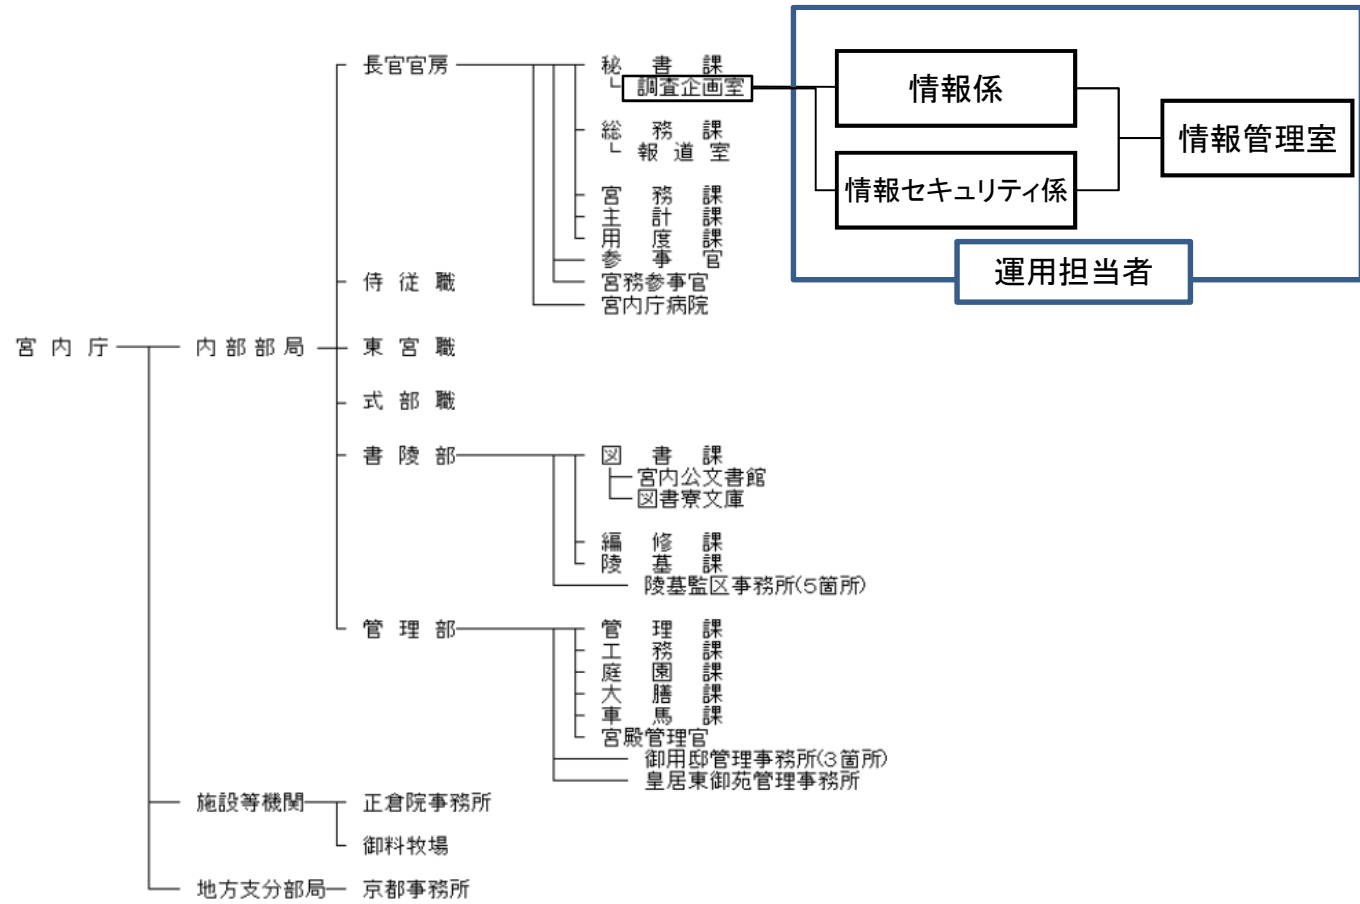 長官官房
秘書課
調査企画室
総務課
報道室
宮務課
主計課
用度課
参事官
宮務参事官
宮内庁病院
情報係
情報セキュリティ係
情報管理室
運用担当者
侍従職
宮内庁
内部部局
東宮職
式部職
書陵部
図書課
宮内公文書館
図書寮文庫
編修課
陵墓課
陵墓監区事務所(5箇所)
管理部
管理課
工務課
庭園課
大膳課
車馬課
宮殿管理官
御用邸管理事務所(3箇所)
皇居東御苑管理事務所
施設等機関
正倉院事務所
御料牧場
地方支分部局
京都事務所